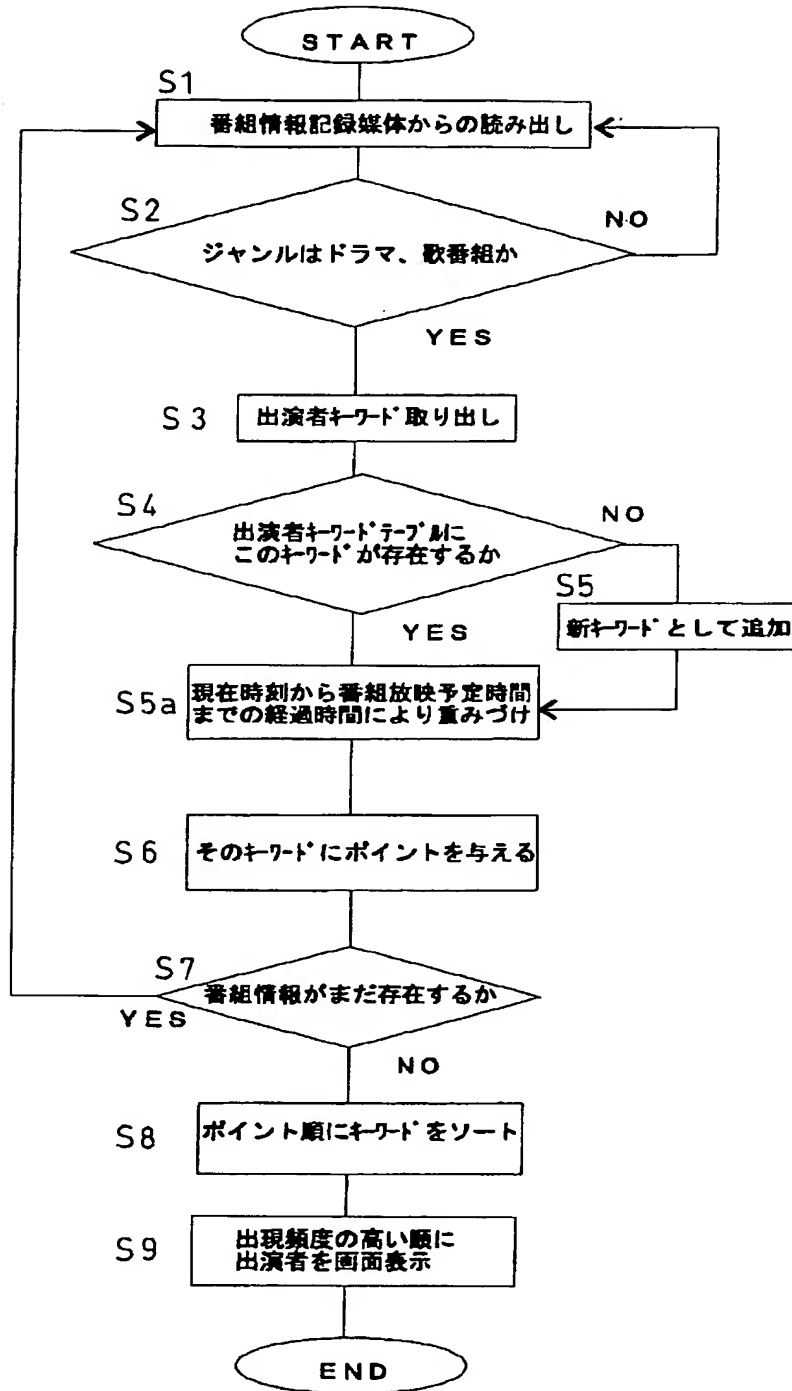 START
S1
番組情報記録媒体からの読み出し
S2
NO
ジャンルはドラマ、歌番組か
YES
S3
出演者ｷｰﾜｰﾄﾞ取り出し
S4
NO
出演者ｷｰﾜｰﾄﾞﾃｰﾌﾞﾙに
このｷｰﾜｰﾄﾞが存在するか
S5
新ｷｰﾜｰﾄﾞとして追加
YES
S5a
現在時刻から番組放映予定時間
までの経過時間により重みづけ
S6
そのｷｰﾜｰﾄﾞにポイントを与える
S7
番組情報がまだ存在するか
YES
NO
S8
ポイント順にｷｰﾜｰﾄﾞをソート
S9
出現頻度の高い順に
出演者を画面表示
END